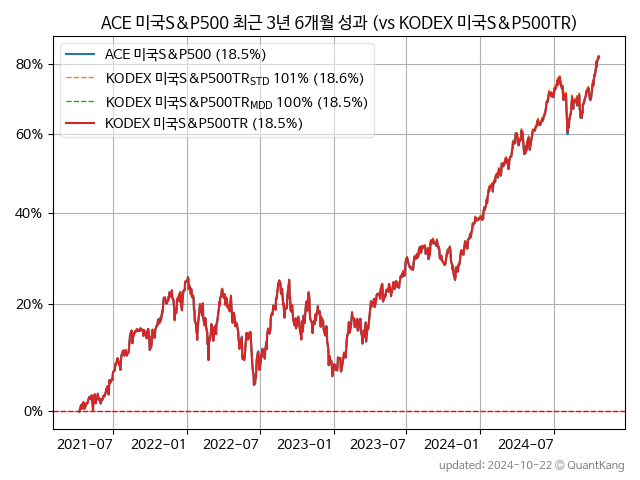 ACE 미국S&P500 최근 3년 6개월 성과 (vs KODEX 미국S&P500TR)
ACE 미국S&P500 (18.5%)
KODEX 미국S&P500TRSTD 101% (18.6%)
KODEX 미국S&P500TRMDD 100% (18.5%)
KODEX 미국S&P500TR (18.5%)
80%
60%
40%
20%
0%
2021-07 2022-01 2022-07 2023-01 2023-07 2024-01 2024-07
updated: 2024-10-22 © QuantKang